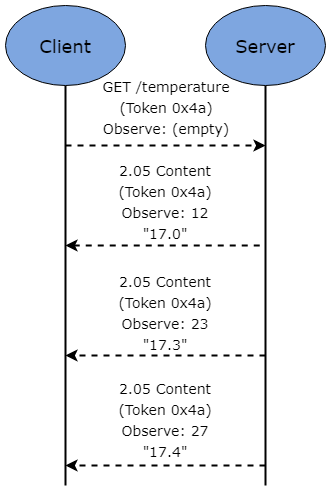 Client
Server
GET /temperature
(Token 0x4a)
Observe: (empty)
2.05 Content
(Token 0x4a)
Observe: 12
"17.0"
2.05 Content
(Token 0x4a)
Observe: 23
"17.3"
2.05 Content
(Token 0x4a)
Observe: 27
"17.4"